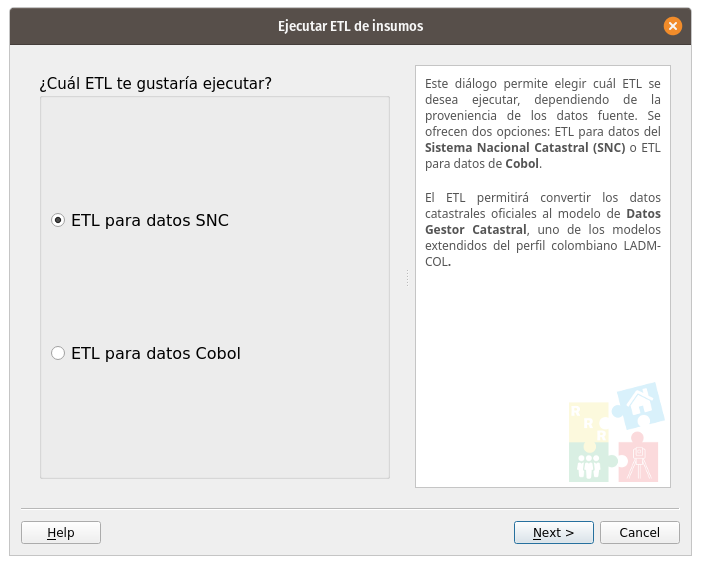 Ejecutar ETL de insumos
¿Cuál ETL te gustaría ejecutar?
ETL para datos SNC
ETL para datos Cobol
Este diálogo permite elegir cuál ETL se
desea ejecutar, dependiendo de la
proveniencia de los datos fuente. Se
ofrecen dos opciones: ETL para datos del
Sistema Nacional Catastral (SNC) o ETL
para datos de Cobol.
El ETL permitirá convertir los datos
catastrales oficiales al modelo de Datos
Gestor Catastral, uno de los modelos
extendidos del perfil colombiano LADM-
COL.
R
R
R
Help
Next >
Cancel